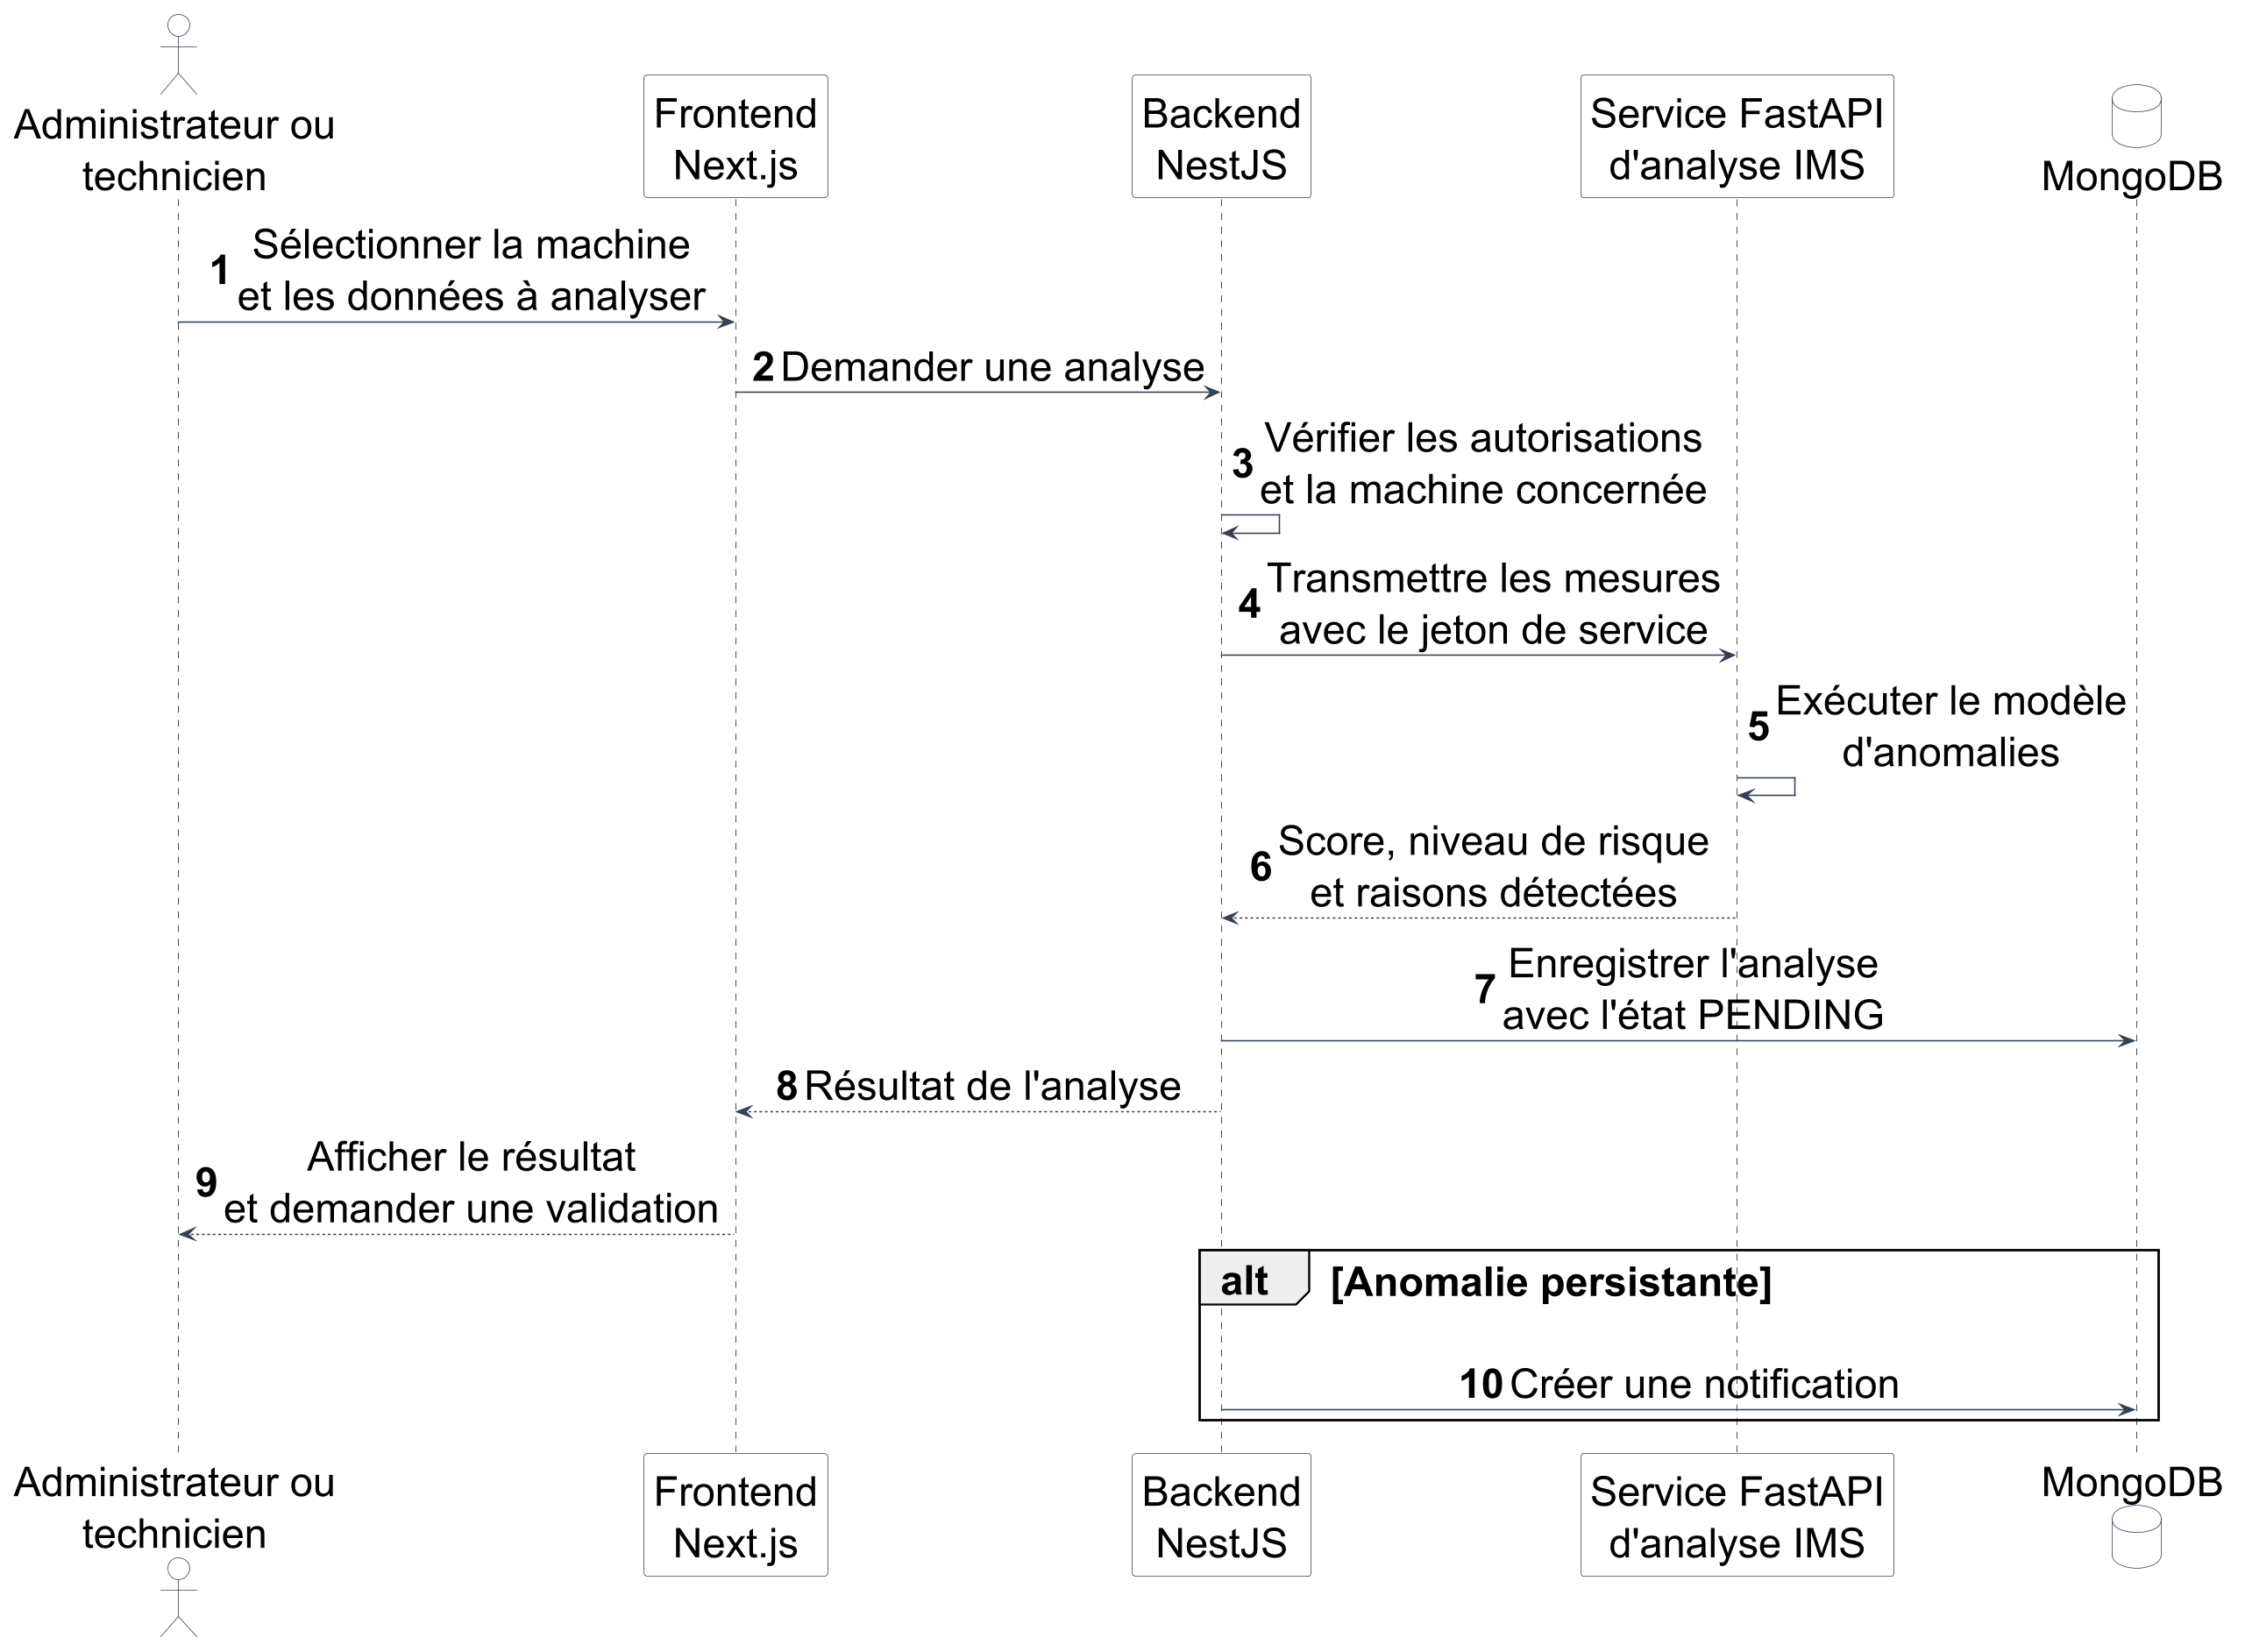 Administrateur ou
technicien
Frontend
Next.js
Backend
NestJS
Service FastAPI
d'analyse IMS
MongoDB
1
Sélectionner la machine
et les données à analyser
2 Demander une analyse
3
Vérifier les autorisations
et la machine concernée
4
Transmettre les mesures
avec le jeton de service
5
Exécuter le modèle
d'anomalies
6
Score, niveau de risque
et raisons détectées
7
Enregistrer l'analyse
avec l'état PENDING
8 Résultat de l'analyse
9
Afficher le résultat
et demander une validation
alt [Anomalie persistante]
10 Créer une notification
Administrateur ou
technicien
Frontend
Next.js
Backend
NestJS
Service FastAPI
d'analyse IMS
MongoDB